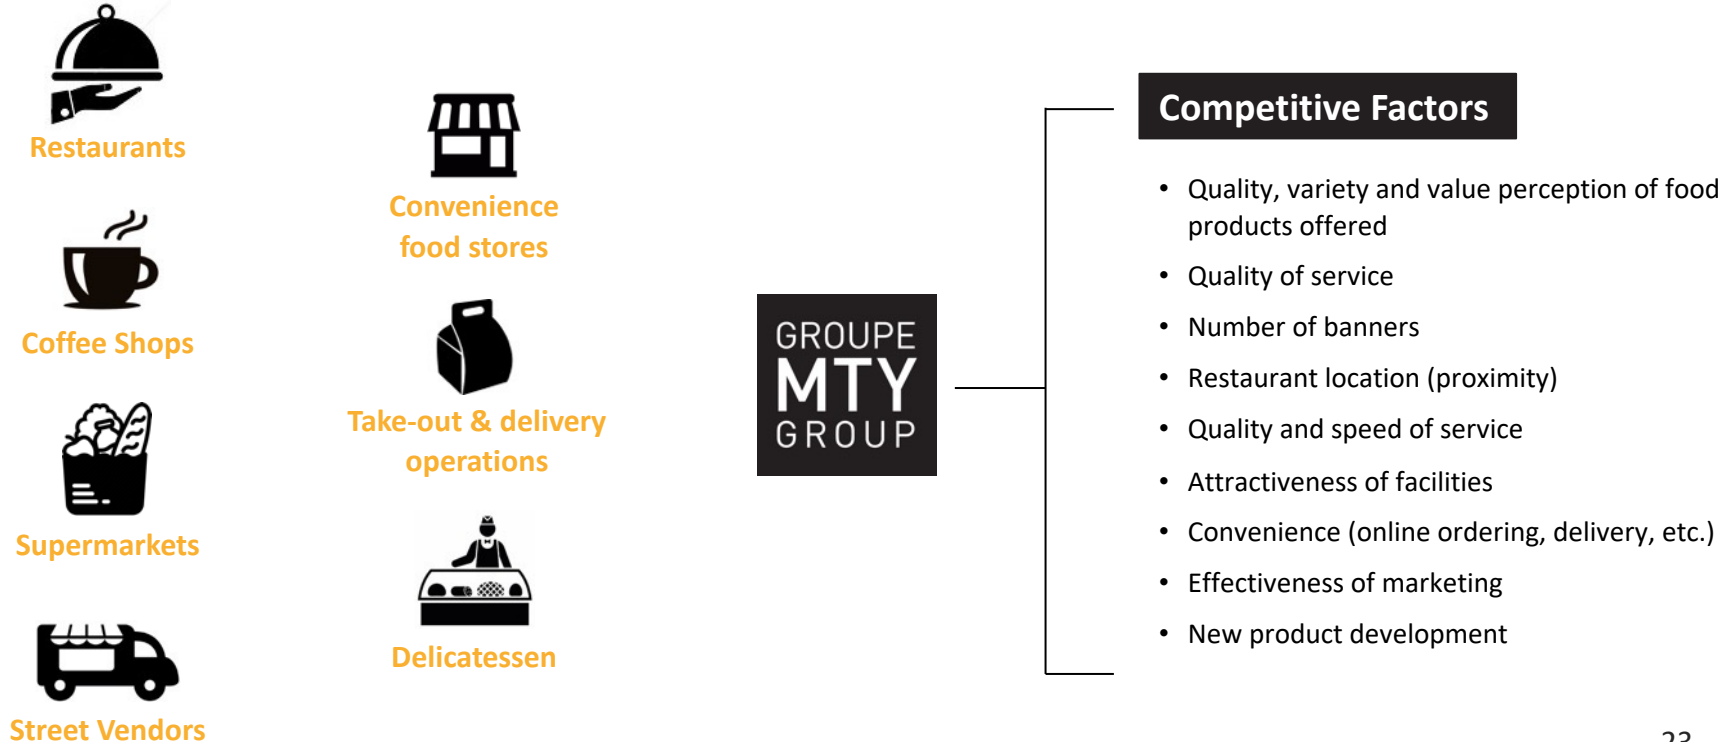 Restaurants
Coffee Shops
Supermarkets
Street Vendors
Convenience
food stores
Take-out & delivery
operations
Delicatessen
GROUPE
MTY
GROUP
Competitive Factors
• Quality, variety and value perception of food
products offered
• Quality of service
• Number of banners
• Restaurant location (proximity)
• Quality and speed of service
• Attractiveness of facilities
• Convenience (online ordering, delivery, etc.)
• Effectiveness of marketing
• New product development
23